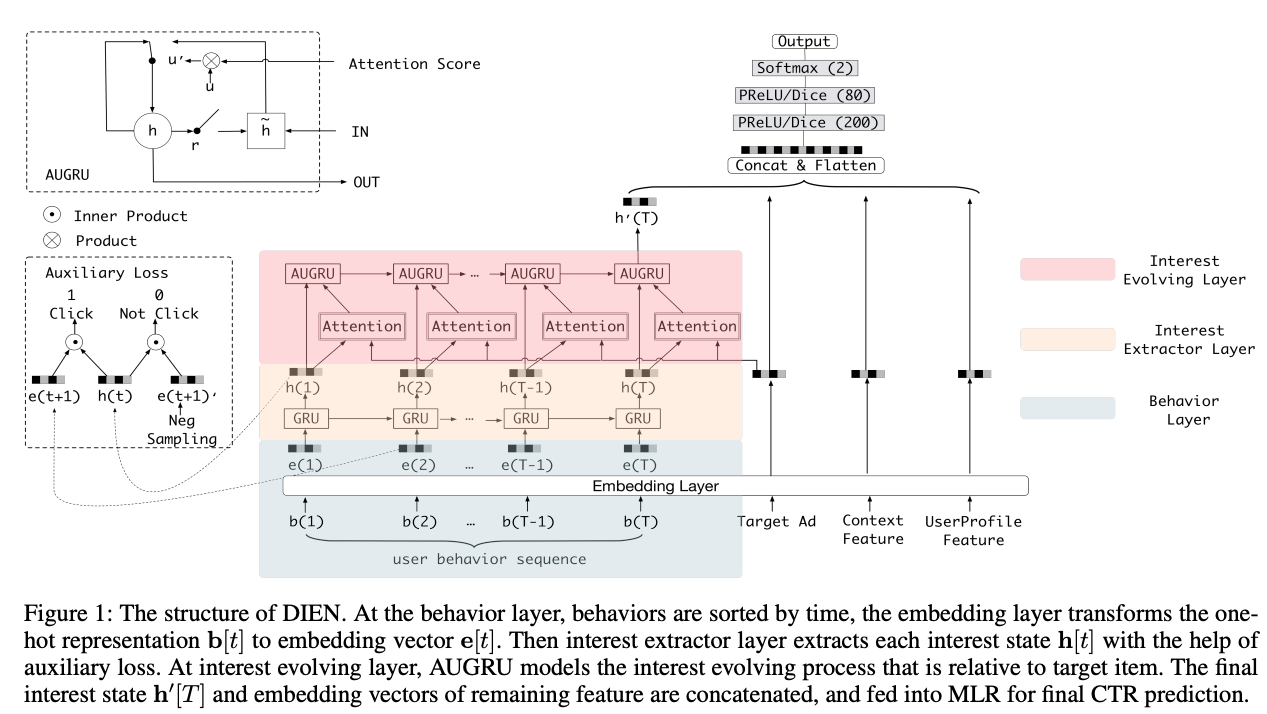 Attention Score
u′
u
h
r
h̃
IN
AUGRU
OUT
Inner Product
Product
Auxiliary Loss
1
0
Click
Not Click
e(t+1)
h(t)
e(t+1)′
Neg
Sampling
Output
Softmax (2)
PReLU/Dice (80)
PReLU/Dice (200)
Concat & Flatten
h′(T)
AUGRU
AUGRU
...
AUGRU
AUGRU
Attention
Attention
Attention
Attention
h(1)
h(2)
h(T-1)
h(T)
GRU
GRU
...
GRU
GRU
e(1)
e(2)
...
e(T-1)
e(T)
Embedding Layer
b(1)
b(2)
...
b(T-1)
b(T)
user behavior sequence
Target Ad
Context
Feature
UserProfile
Feature
Interest
Evolving Layer
Interest
Extractor Layer
Behavior
Layer
Figure 1: The structure of DIEN. At the behavior layer, behaviors are sorted by time, the embedding layer transforms the one-
hot representation b[t] to embedding vector e[t]. Then interest extractor layer extracts each interest state h[t] with the help of
auxiliary loss. At interest evolving layer, AUGRU models the interest evolving process that is relative to target item. The final
interest state h′[T] and embedding vectors of remaining feature are concatenated, and fed into MLR for final CTR prediction.